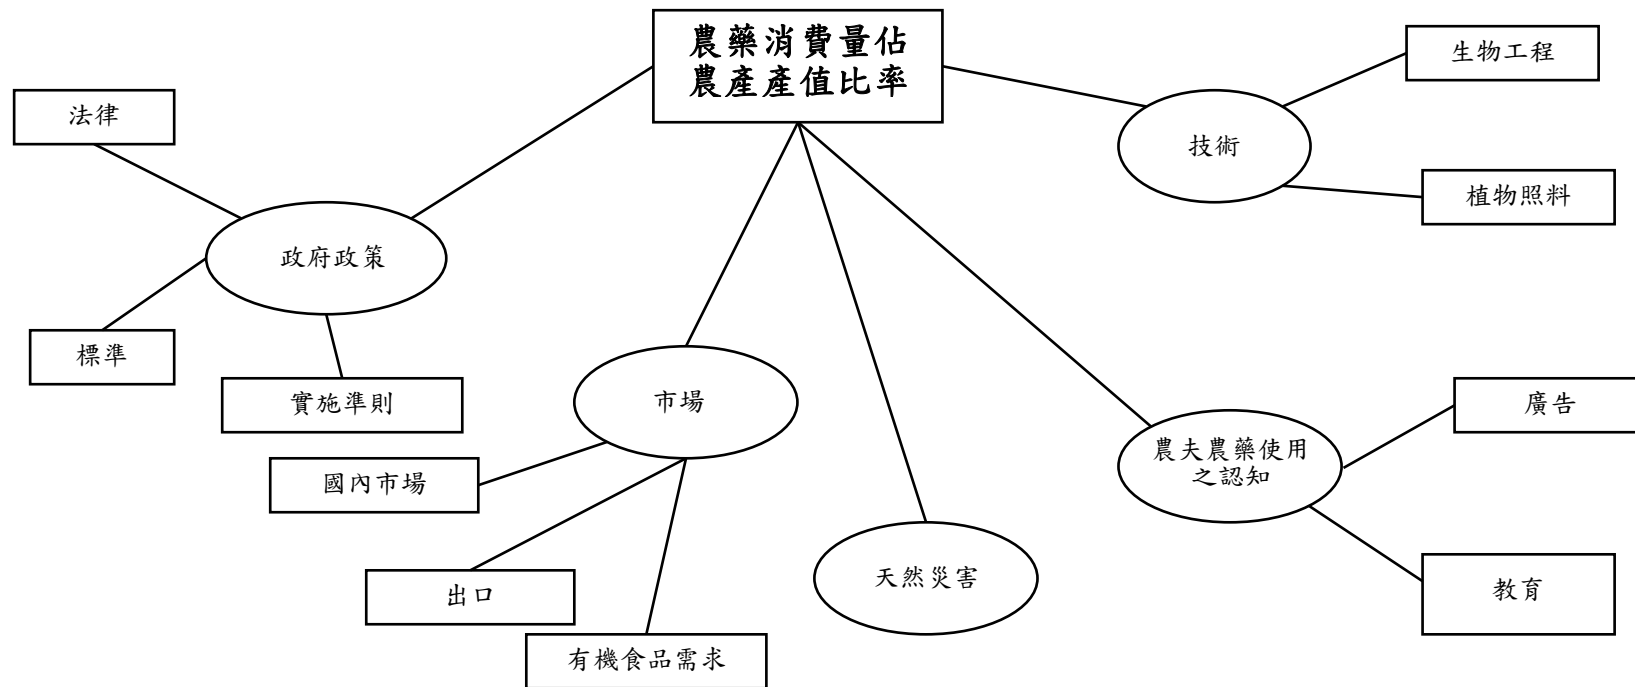 農藥消費量佔
農產產值比率
生物工程
法律
技術
植物照料
政府政策
標準
實施準則
市場
廣告
農夫農藥使用
之認知
國內市場
天然災害
教育
出口
有機食品需求